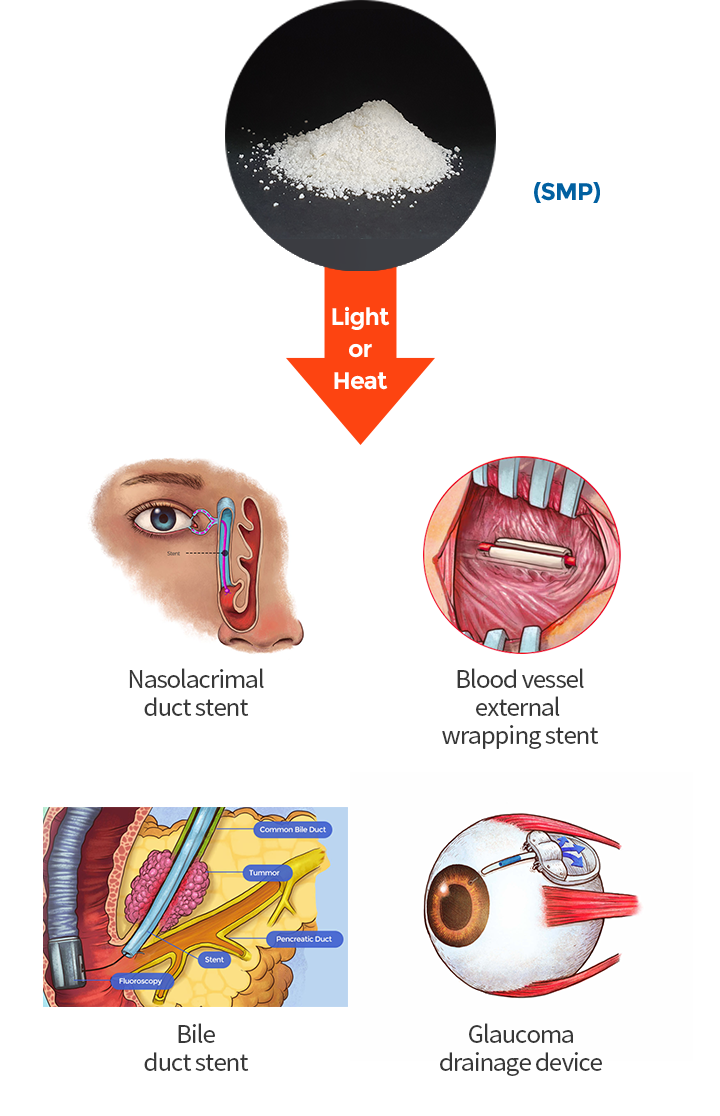 (SMP)
Light
or
Heat
Stent
Nasolacrimal
duct stent
Blood vessel
external
wrapping stent
Common Bile Duct
Tummor
Pencreatic Duct
Stent
Fluoroscopy
Bile
duct stent
Glaucoma
drainage device